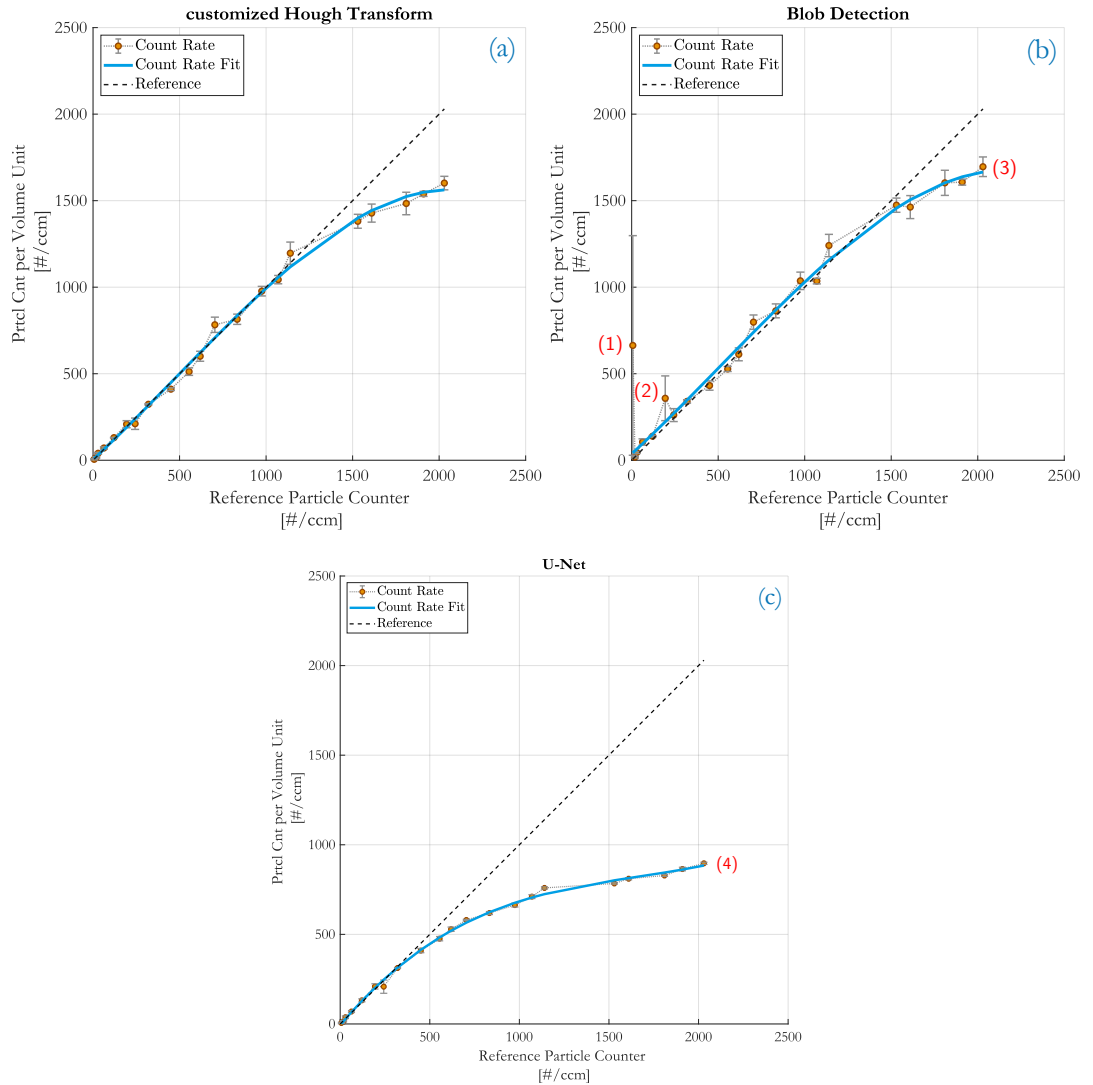 customized Hough Transform
2500
2000
1500
1000
500
0
Prtcl Cnt per Volume Unit
[#/ccm]
Count Rate
Count Rate Fit
Reference
(a)
0
500
1000
1500
2000
2500
Reference Particle Counter
[#/ccm]
Blob Detection
2500
2000
1500
1000
500
0
Prtcl Cnt per Volume Unit
[#/ccm]
Count Rate
Count Rate Fit
Reference
(b)
(3)
(1)
(2)
0
500
1000
1500
2000
2500
Reference Particle Counter
[#/ccm]
U-Net
2500
2000
1500
1000
500
0
Prtcl Cnt per Volume Unit
[#/ccm]
Count Rate
Count Rate Fit
Reference
(c)
(4)
0
500
1000
1500
2000
2500
Reference Particle Counter
[#/ccm]